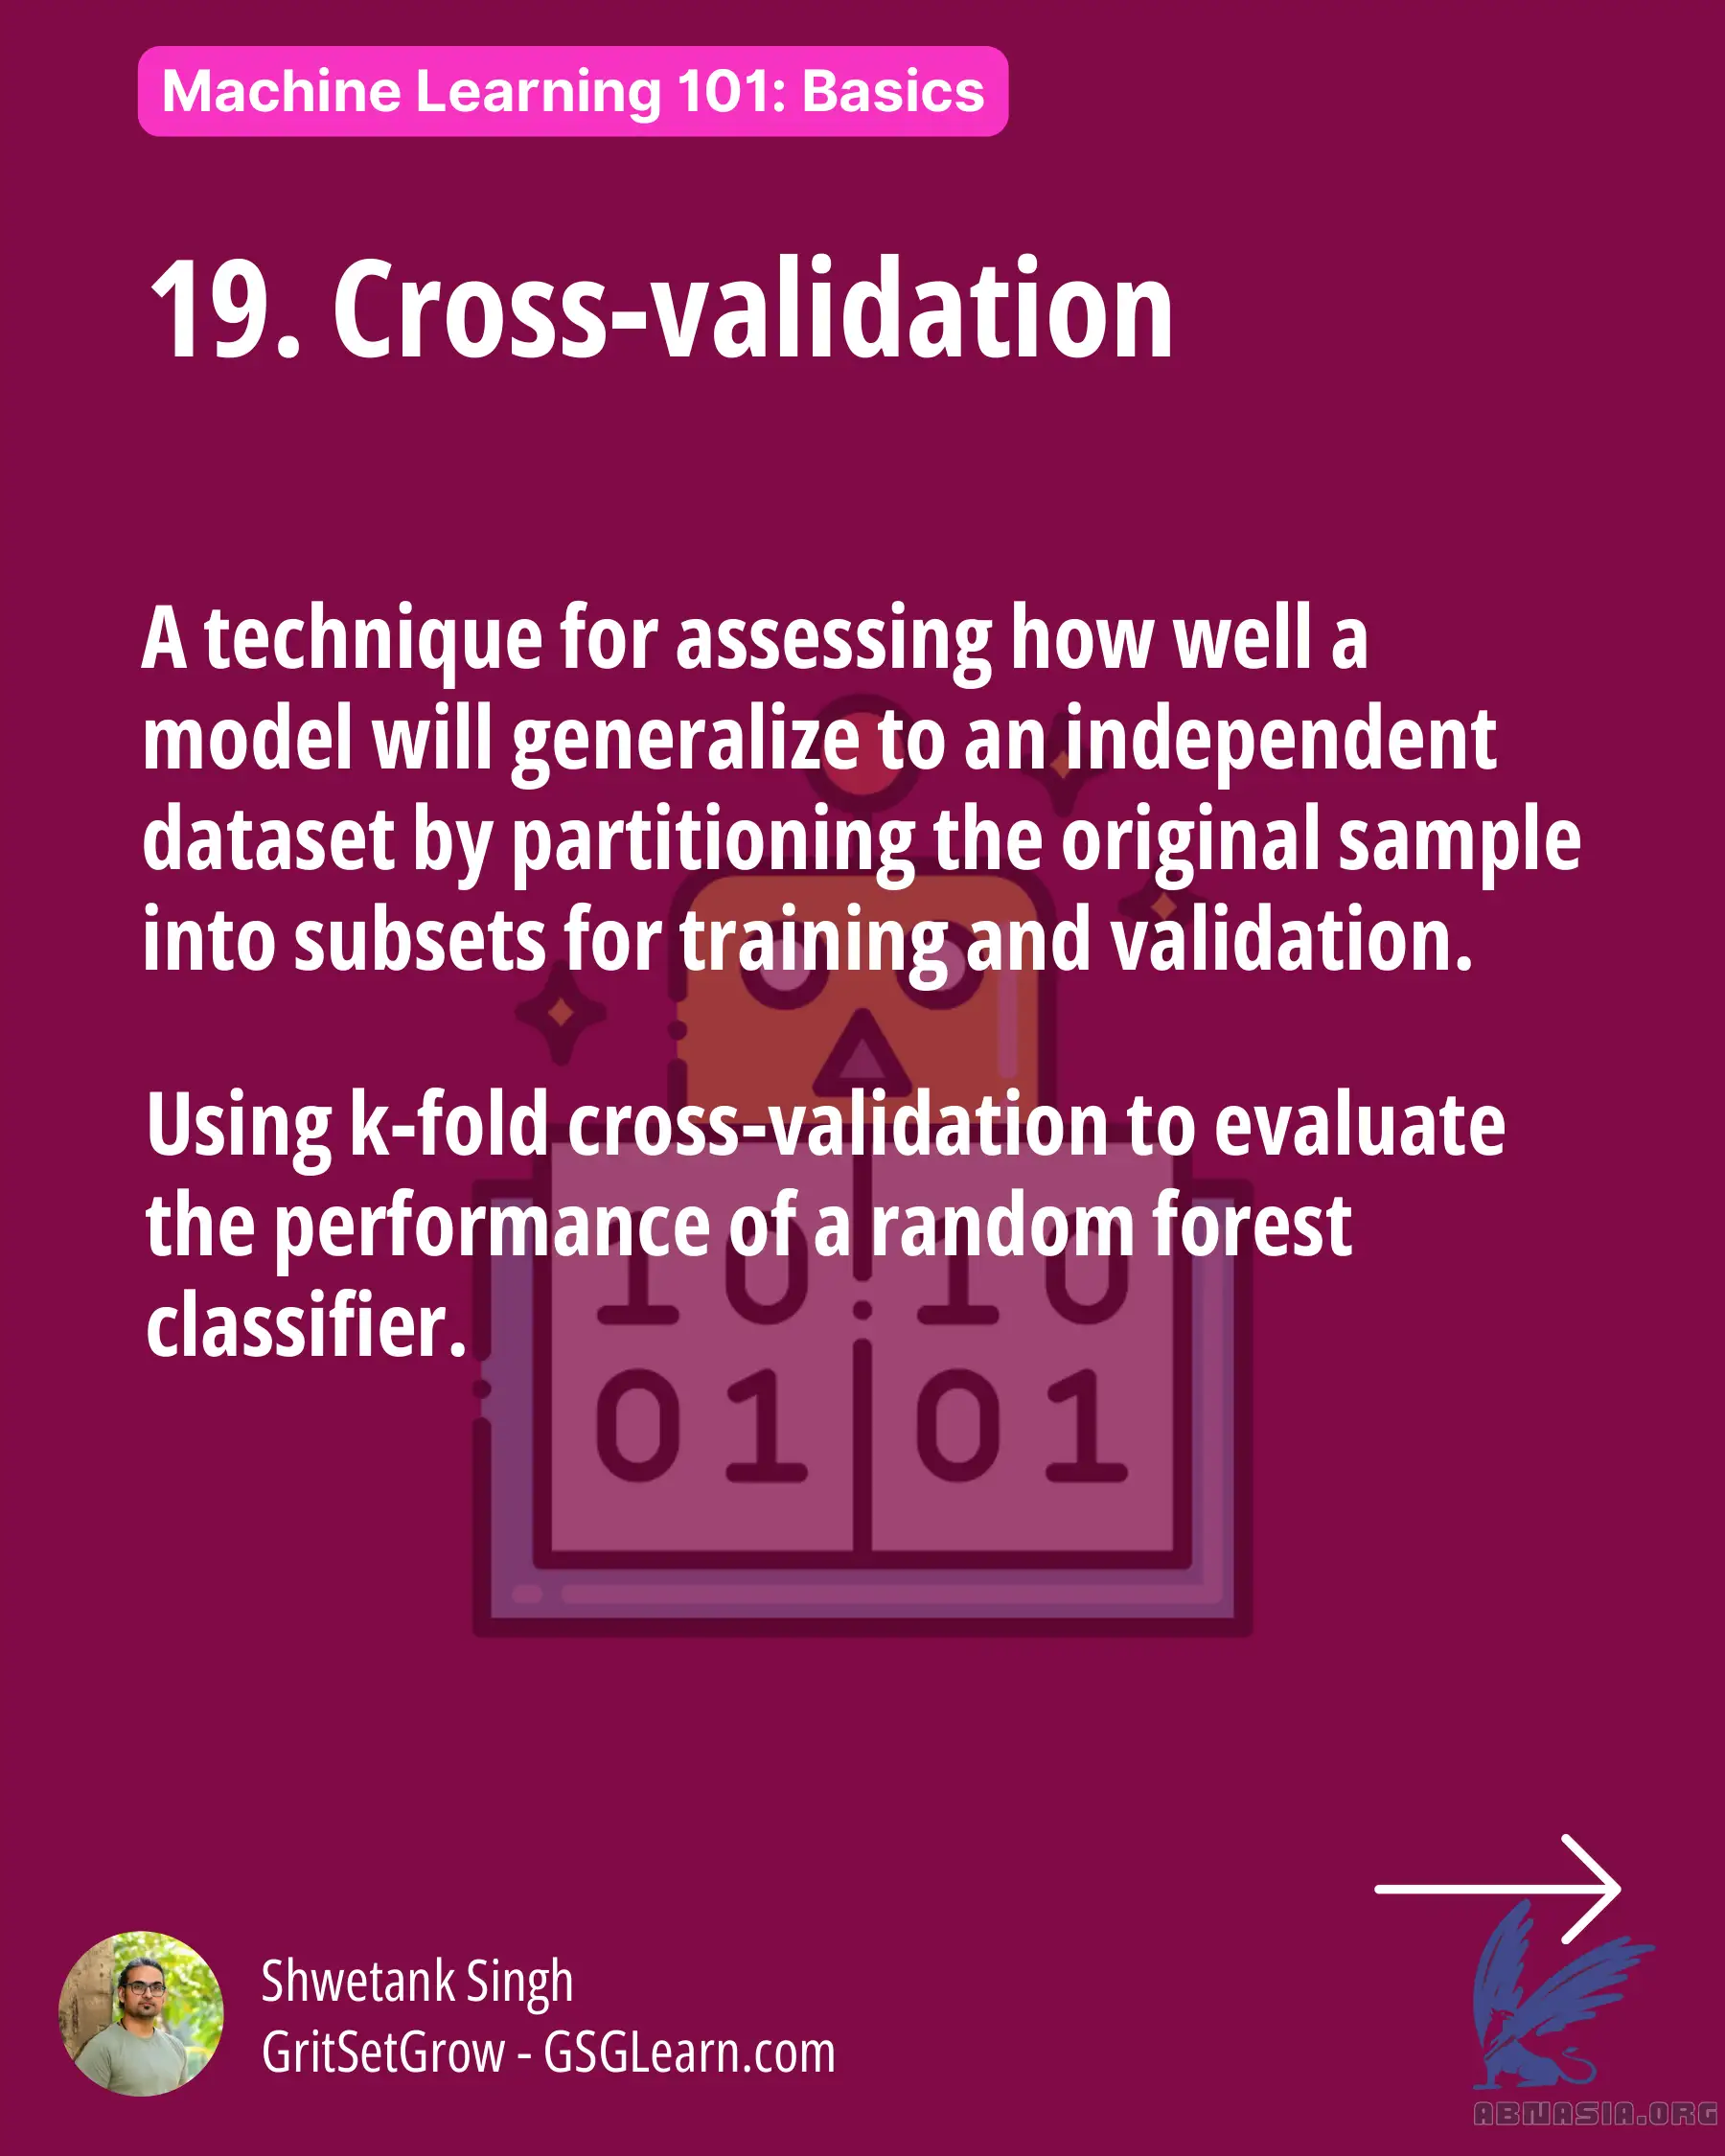 Machine Learning 101: Basics
19. Cross-validation
A technique for assessing how well a
model will generalize to an independent
dataset by partitioning the original sample
into subsets for training and validation.
Using k-fold cross-validation to evaluate
the performance of a random forest
classifier.
10 10
01 01
Shwetank Singh
GritSetGrow - GSGLearn.com
ABNASIA.ORG